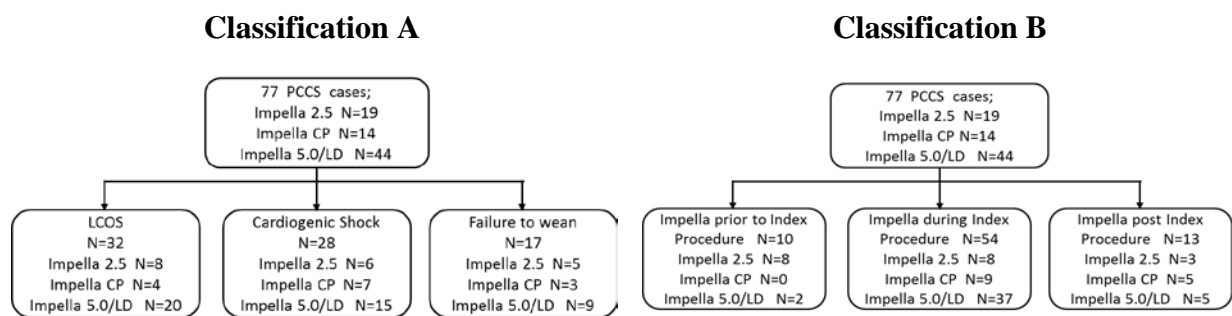 Classification A
77 PCCS cases;
Impella 2.5 N=19
Impella CP N=14
Impella 5.0/LD N=44
LCOS
N=32
Impella 2.5 N=8
Impella CP N=4
Impella 5.0/LD N=20
Cardiogenic Shock
N=28
Impella 2.5 N=6
Impella CP N=7
Impella 5.0/LD N=15
Failure to wean
N=17
Impella 2.5 N=5
Impella CP N=3
Impella 5.0/LD N=9
Classification B
77 PCCS cases;
Impella 2.5 N=19
Impella CP N=14
Impella 5.0/LD N=44
Impella prior to Index
Procedure N=10
Impella 2.5 N=8
Impella CP N=0
Impella 5.0/LD N=2
Impella during Index
Procedure N=54
Impella 2.5 N=8
Impella CP N=9
Impella 5.0/LD N=37
Impella post Index
Procedure N=13
Impella 2.5 N=3
Impella CP N=5
Impella 5.0/LD N=5